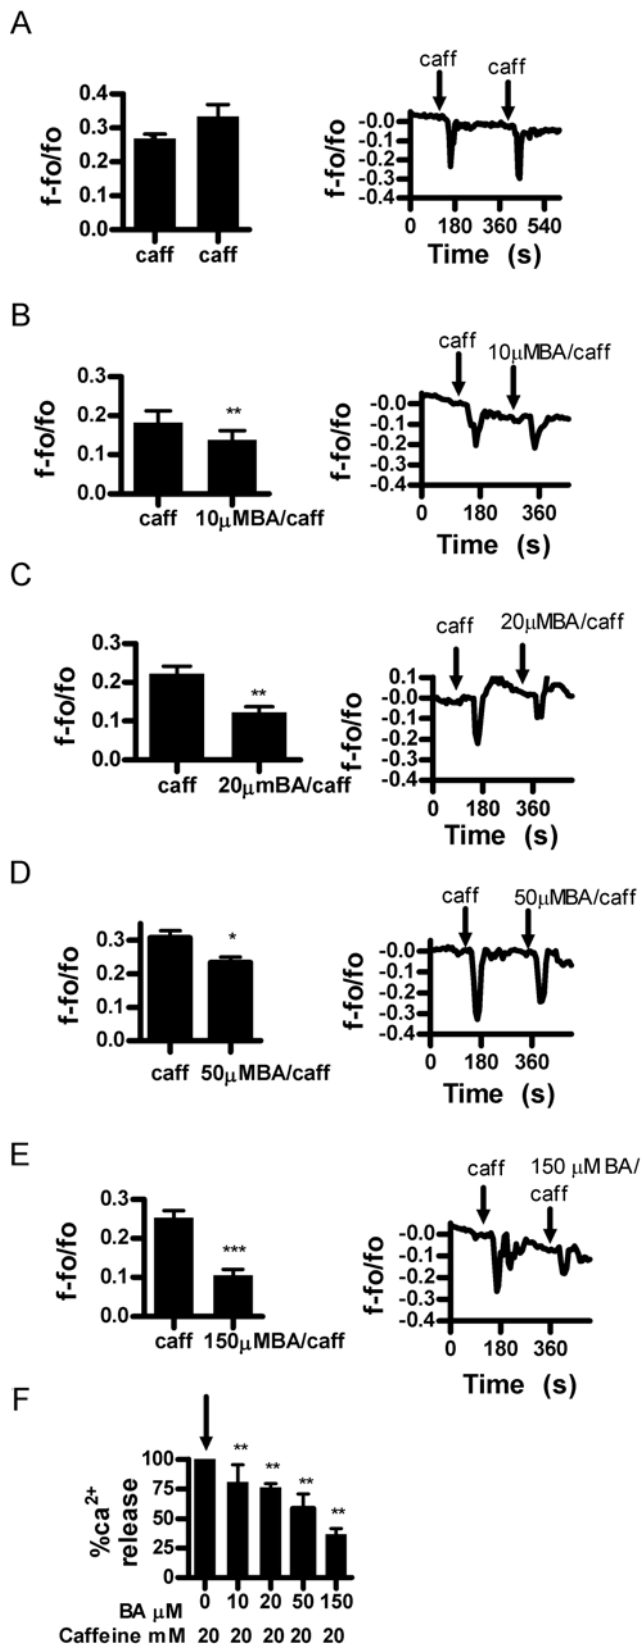 A
caff
caff
0.4
0.3
0.2
0.1
0.0
f-fo/fo
caff
caff
-0.0
-0.1
-0.2
-0.3
-0.4
f-fo/fo
0
180
360
540
Time (s)
B
caff
10μMBA/caff
0.3
0.2
0.1
0.0
f-fo/fo
**
caff
10μMBA/caff
-0.0
-0.1
-0.2
-0.3
-0.4
f-fo/fo
0
180
360
Time (s)
C
caff
20μMBA/caff
0.3
0.2
0.1
0.0
f-fo/fo
**
caff
20μmBA/caff
0.1
-0.0
-0.1
-0.2
-0.3
-0.4
f-fo/fo
0
180
360
Time (s)
D
caff
50μMBA/caff
0.3
0.2
0.1
0.0
f-fo/fo
*
caff
50μMBA/caff
-0.0
-0.1
-0.2
-0.3
-0.4
f-fo/fo
0
180
360
Time (s)
E
caff
150 μM BA/
caff
0.3
0.2
0.1
0.0
f-fo/fo
***
caff
150μMBA/caff
-0.0
-0.1
-0.2
-0.3
-0.4
f-fo/fo
0
180
360
Time (s)
F
100
75
50
25
0
%ca²⁺
release
**
**
**
**
BA μM 0 10 20 50 150
Caffeine mM 20 20 20 20 20